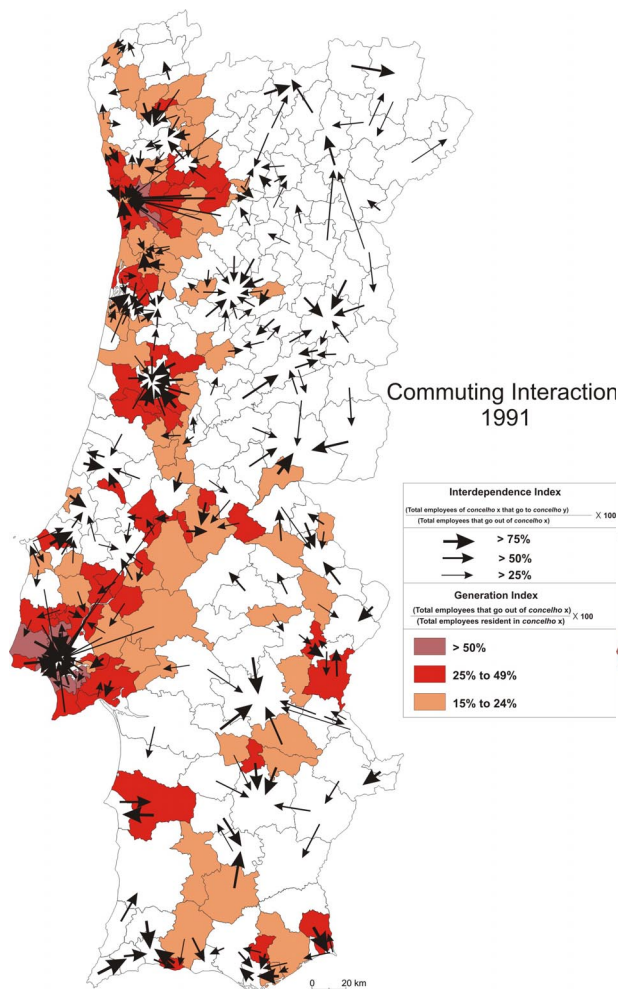 Commuting Interaction
1991
Interdependence Index
(Total employees of concelho x that go to concelho y)
(Total employees that go out of concelho x)
X 100
> 75%
> 50%
> 25%
Generation Index
(Total employees that go out of concelho x)
(Total employees resident in concelho x)
X 100
> 50%
25% to 49%
15% to 24%
0 20 km